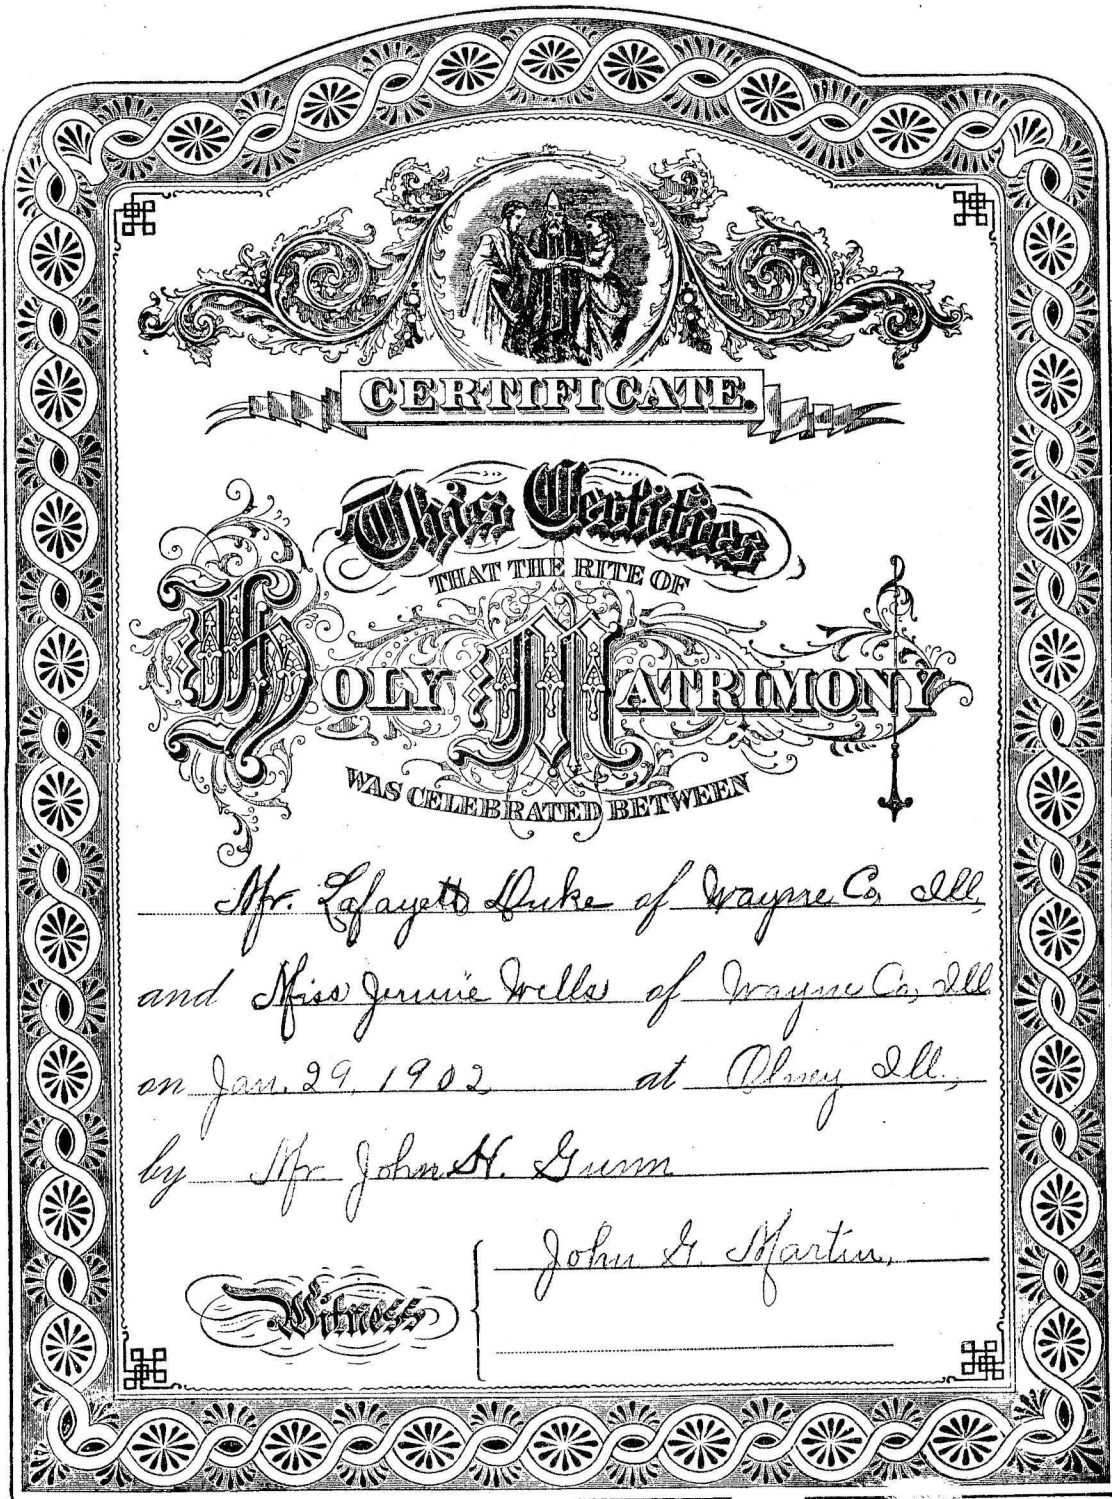 CERTIFICATE.
This Certifies
THAT THE RITE OF
HOLY MATRIMONY
WAS CELEBRATED BETWEEN
Mr. Lafayett Duke of Wayne Co, Ill,
and Miss Jennie Wells of Wayne Co, Ill
on Jan. 29, 1902 at Olney Ill.,
by Mr John H. Gunn
John G. Martin,
Witness